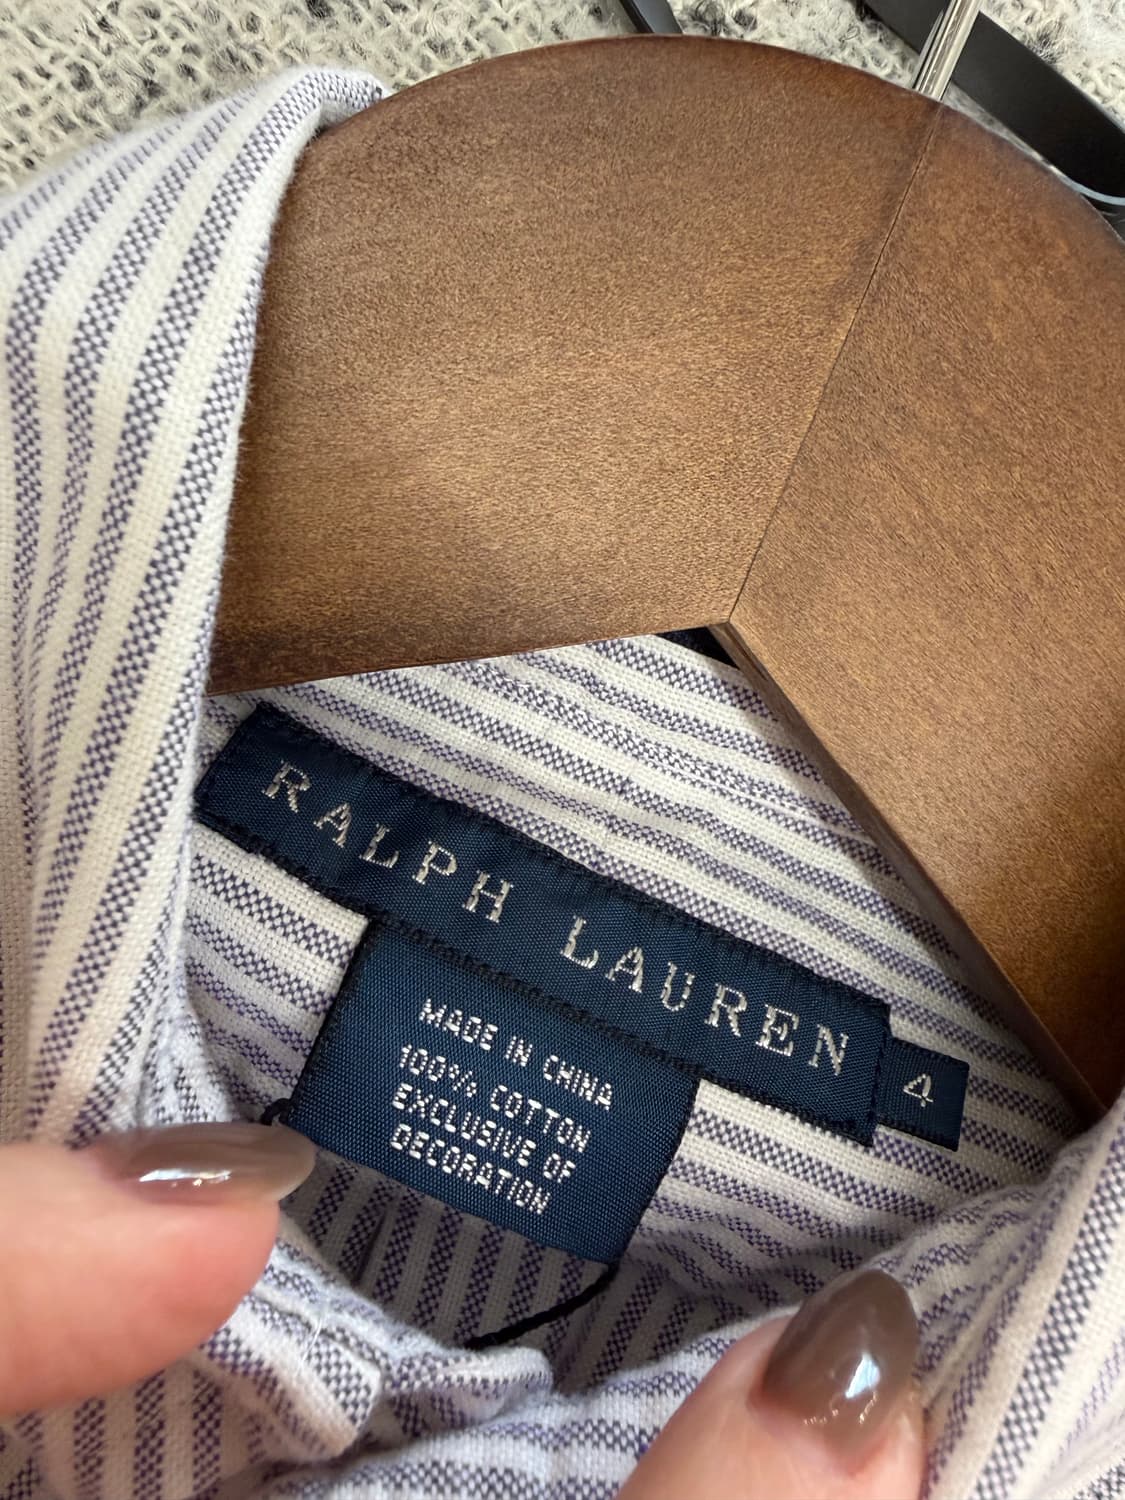 RALPH LAUREN
4
MADE IN CHINA
100% COTTON
EXCLUSIVE OF
DECORATION